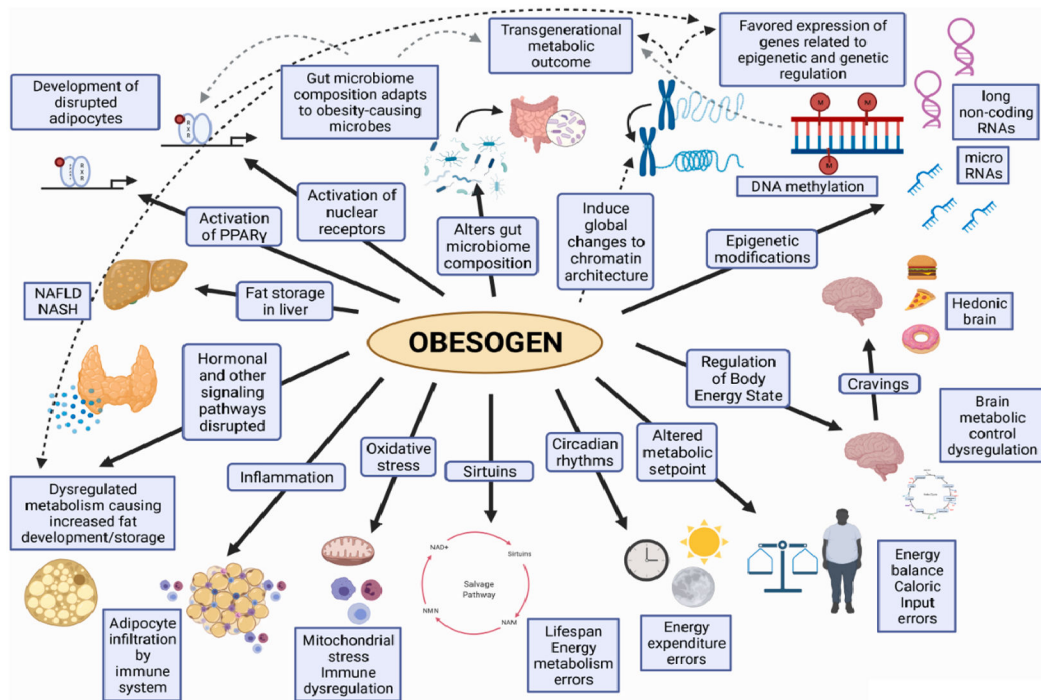 Transgenerational
metabolic
outcome
Favored expression of
genes related to
epigenetic and genetic
regulation
Development of
disrupted
adipocytes
Gut microbiome
composition adapts
to obesity-causing
microbes
long
non-coding
RNAs
micro
RNAs
M
M
M
DNA methylation
R
X
R
Activation of
nuclear
receptors
Activation
of PPARγ
Alters gut
microbiome
composition
Induce
global
changes to
chromatin
architecture
Epigenetic
modifications
NAFLD
NASH
Fat storage
in liver
Hedonic
brain
OBESOGEN
Hormonal
and other
signaling
pathways
disrupted
Regulation
of Body
Energy State
Cravings
Brain
metabolic
control
dysregulation
Inflammation
Oxidative
stress
Sirtuins
Circadian
rhythms
Altered
metabolic
setpoint
Dysregulated
metabolism causing
increased fat
development/storage
NAD+
Sirtuins
Salvage
Pathway
NMN
NAM
Adipocyte
infiltration
by
immune
system
Mitochondrial
stress
Immune
dysregulation
Lifespan
Energy
metabolism
errors
Energy
expenditure
errors
Energy
balance
Caloric
Input
errors